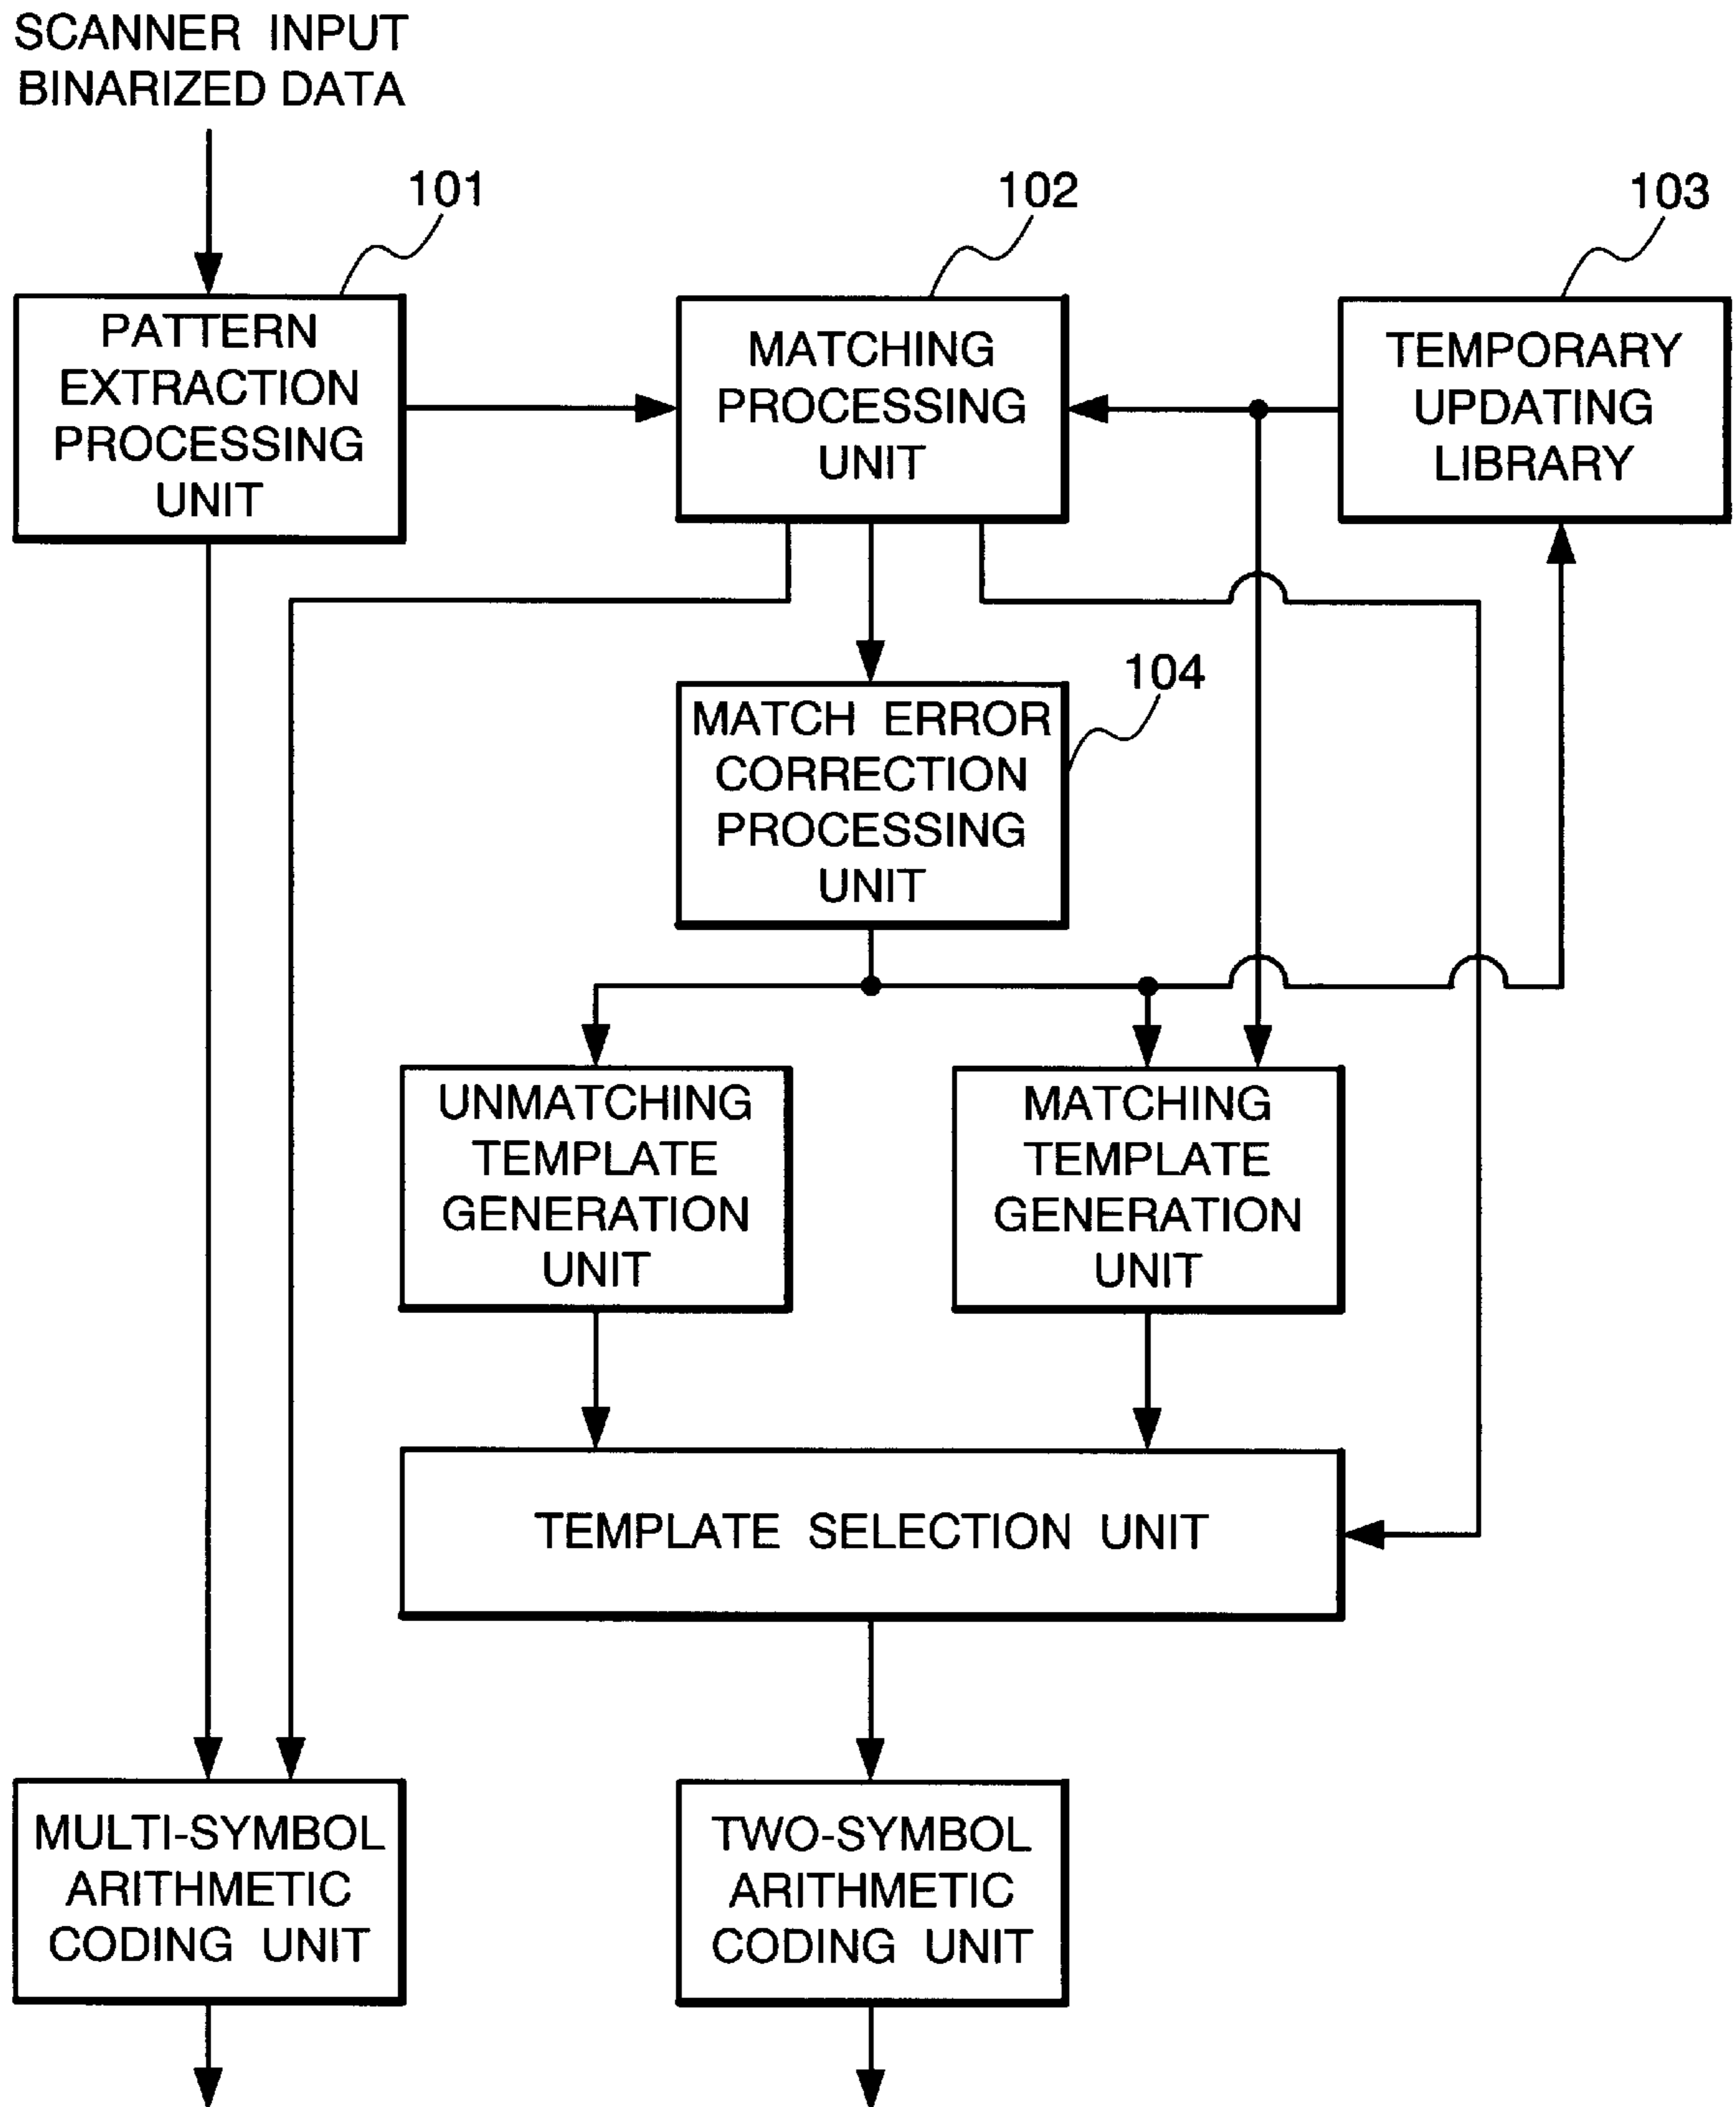 SCANNER INPUT
BINARIZED DATA
101
102
103
PATTERN
EXTRACTION
PROCESSING
UNIT
MATCHING
PROCESSING
UNIT
TEMPORARY
UPDATING
LIBRARY
104
MATCH ERROR
CORRECTION
PROCESSING
UNIT
UNMATCHING
TEMPLATE
GENERATION
UNIT
MATCHING
TEMPLATE
GENERATION
UNIT
TEMPLATE SELECTION UNIT
MULTI-SYMBOL
ARITHMETIC
CODING UNIT
TWO-SYMBOL
ARITHMETIC
CODING UNIT